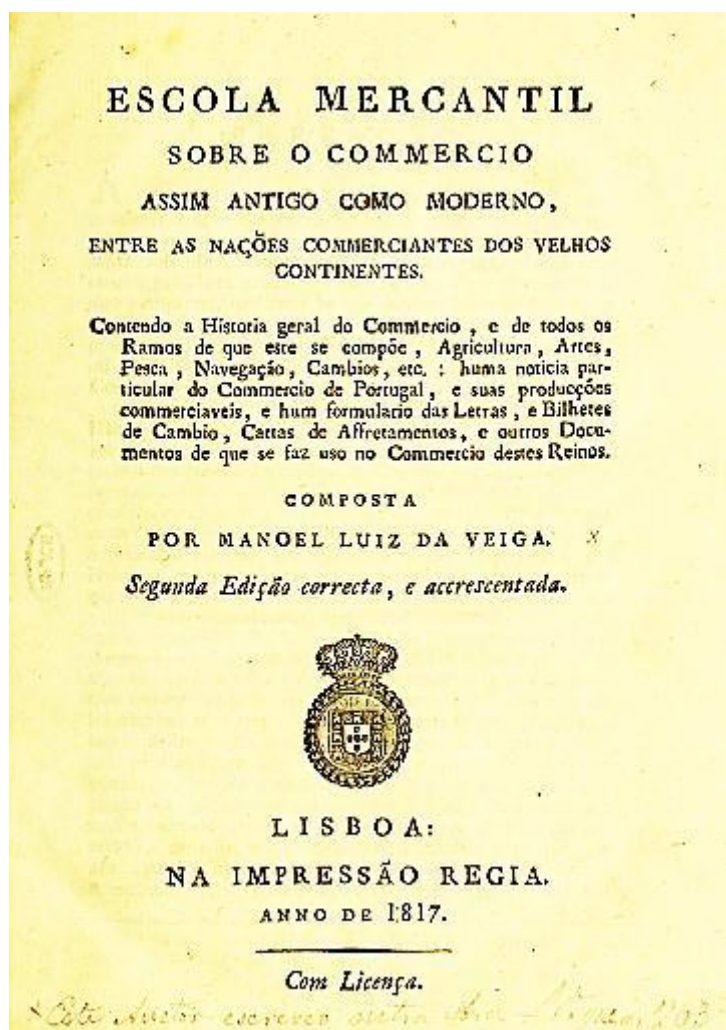 ESCOLA MERCANTIL
SOBRE O COMMERCIO
ASSIM ANTIGO COMO MODERNO,
ENTRE AS NAÇÕES COMMERCIANTES DOS VELHOS
CONTINENTES.
Contendo a Historia geral do Commercio, e de todos os
Ramos de que este se compõe, Agricultura, Artes,
Pesca, Navegação, Cambios, etc.: huma noticia par-
ticular do Commercio de Portugal, e suas producções
commerciaveis, e hum formulario das Letras, e Bilhetes
de Cambio, Cartas de Affretamentos, e outros Docu-
mentos de que se faz uso no Commercio destes Reinos.
COMPOSTA
POR MANOEL LUIZ DA VEIGA. x
Segunda Edição correcta, e accrescentada.
LISBOA:
NA IMPRESSÃO REGIA.
ANNO DE 1817.
Com Licença.
x Este Auctor escreveo outra obra